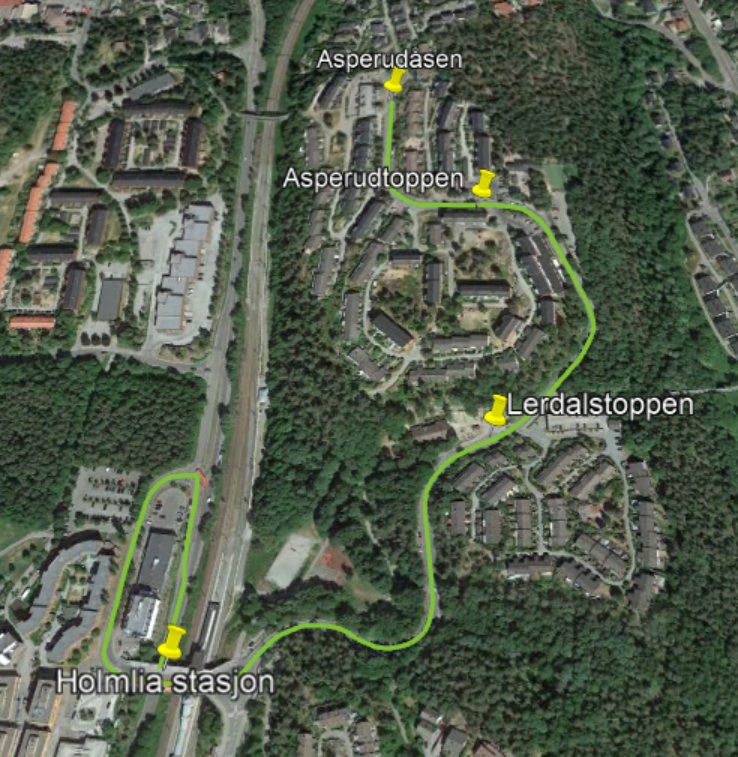 Asperudåsen
Asperudtoppen
Lerdalstoppen
Holmlia stasjon